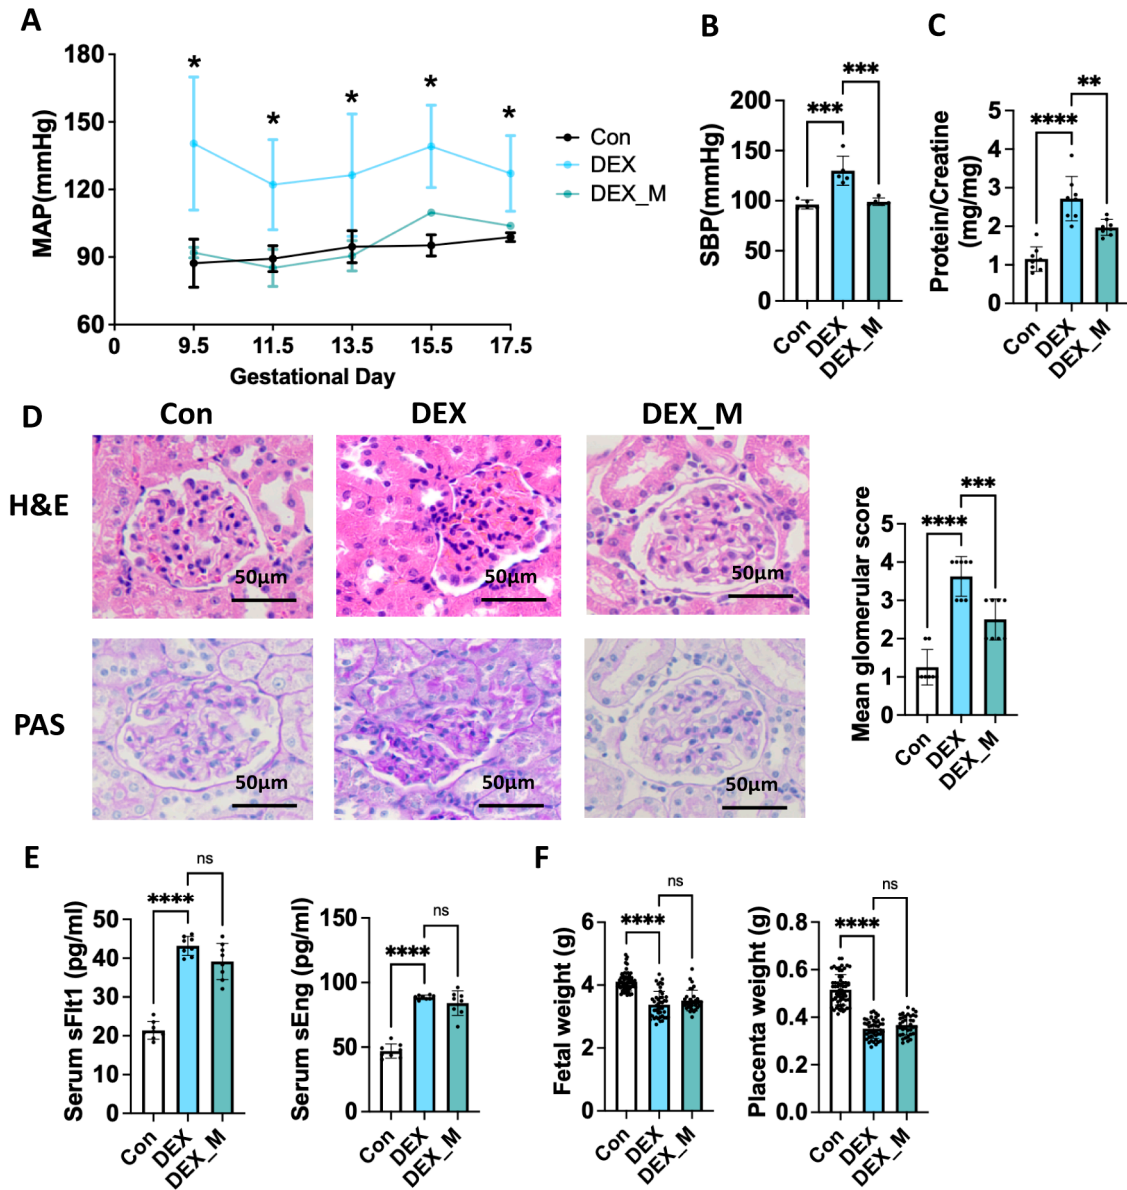 A
MAP(mmHg)
180
150
120
90
60
0
9.5
11.5
13.5
15.5
17.5
Gestational Day
*
*
*
*
*
Con
DEX
DEX_M
B
SBP(mmHg)
200
150
100
50
0
***
***
Con
DEX
DEX_M
C
Protein/Creatine
(mg/mg)
5
4
3
2
1
0
****
**
Con
DEX
DEX_M
D
Con
DEX
DEX_M
H&E
50μm
50μm
50μm
PAS
50μm
50μm
50μm
Mean glomerular score
5
4
3
2
1
0
****
***
Con
DEX
DEX_M
E
Serum sFlt1 (pg/ml)
50
40
30
20
10
0
****
ns
Con
DEX
DEX_M
Serum sEng (pg/ml)
150
100
50
0
****
ns
Con
DEX
DEX_M
F
Fetal weight (g)
6
4
2
0
****
ns
Con
DEX
DEX_M
Placenta weight (g)
0.8
0.6
0.4
0.2
0.0
****
ns
Con
DEX
DEX_M